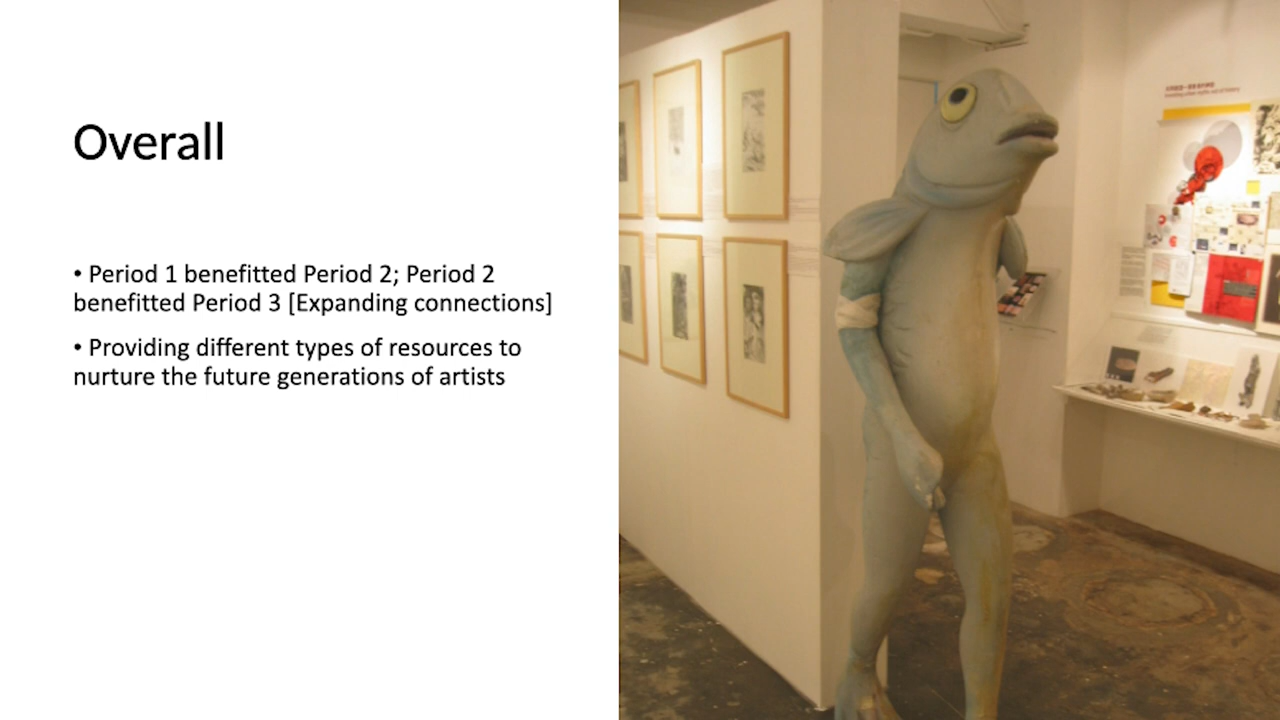 Overall
• Period 1 benefitted Period 2; Period 2
benefitted Period 3 [Expanding connections]
• Providing different types of resources to
nurture the future generations of artists